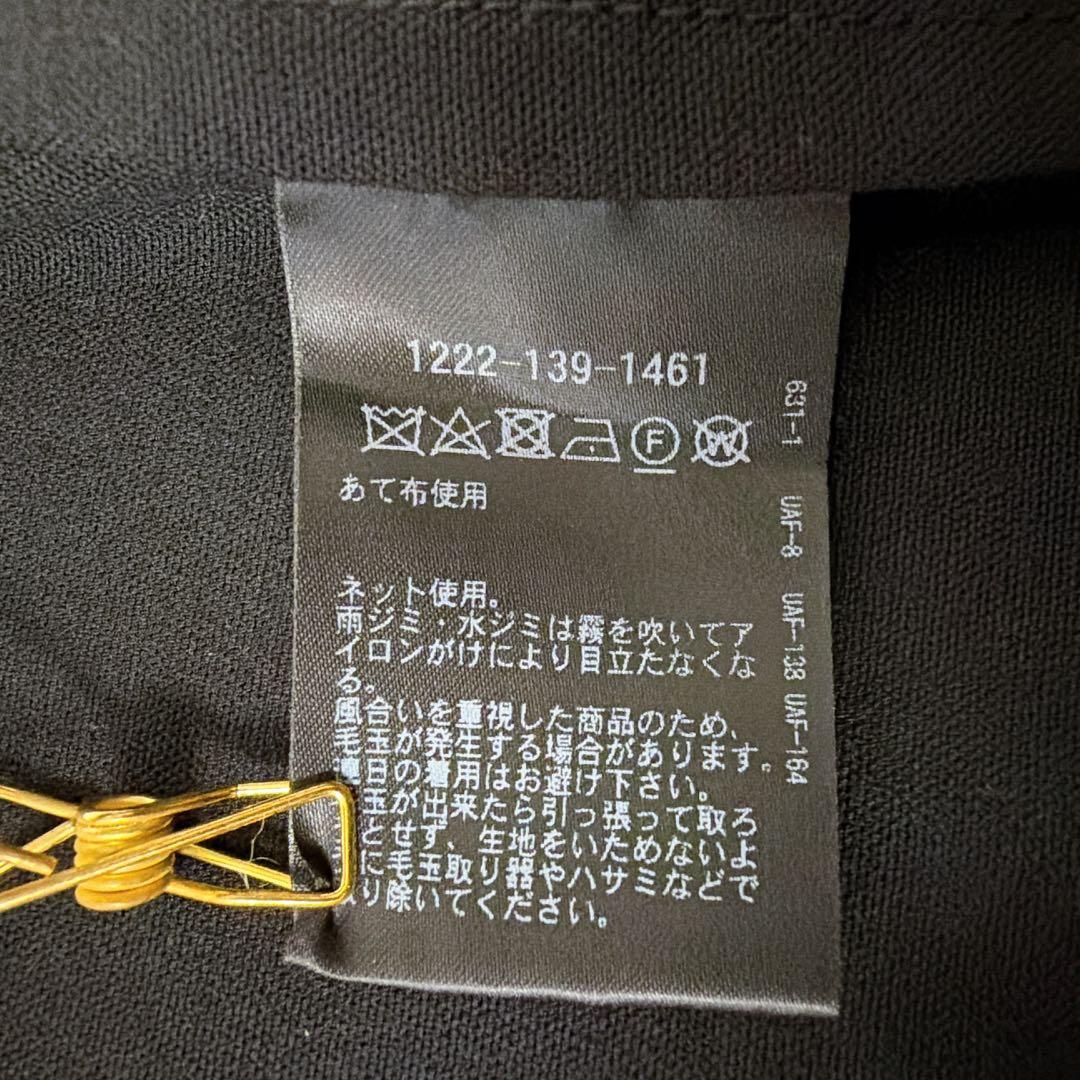 1222-139-1461
F W
あて布使用
ネット使用。
雨ジミ・水ジミは霧を吹いてア
イロンがけにより目立たなくな
る。
風合いを重視した商品のため、
毛玉が発生する場合があります。
連日の着用はお避け下さい。
玉が出来たら引っ張って取ろ
とせず、生地をいためないよ
に毛玉取り器やハサミなどで
り除いてください。
631-1 UAF-8 UAF-138 UAF-164